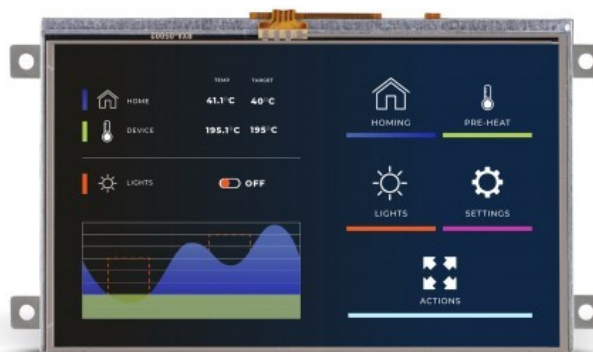 TEMP TARGET
HOME 41.1°C 40°C
DEVICE 195.1°C 195°C
LIGHTS OFF
HOMING PRE-HEAT
LIGHTS SETTINGS
ACTIONS